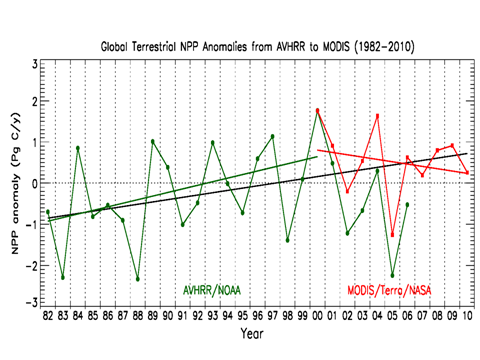 Global Terrestrial NPP Anomalies from AVHRR to MODIS (1982-2010)
3
2
1
0
-1
-2
-3
NPP anomaly (Pg C/y)
AVHRR/NOAA
MODIS/Terra/NASA
82 83 84 85 86 87 88 89 90 91 92 93 94 95 96 97 98 99 00 01 02 03 04 05 06 07 08 09 10
Year